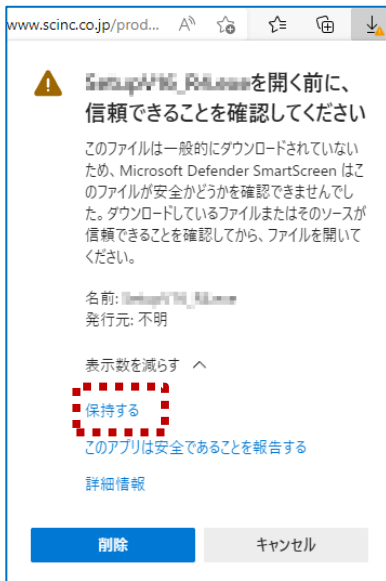 www.scinc.co.jp/prod...
を開く前に、
信頼できることを確認してください
このファイルは一般的にダウンロードされていない
ため、Microsoft Defender SmartScreen はこ
のファイルが安全かどうかを確認できませんでし
た。ダウンロードしているファイルまたはそのソースが
信頼できることを確認してから、ファイルを開いて
ください。
名前:
発行元: 不明
表示数を減らす
保持する
このアプリは安全であることを報告する
詳細情報
削除
キャンセル